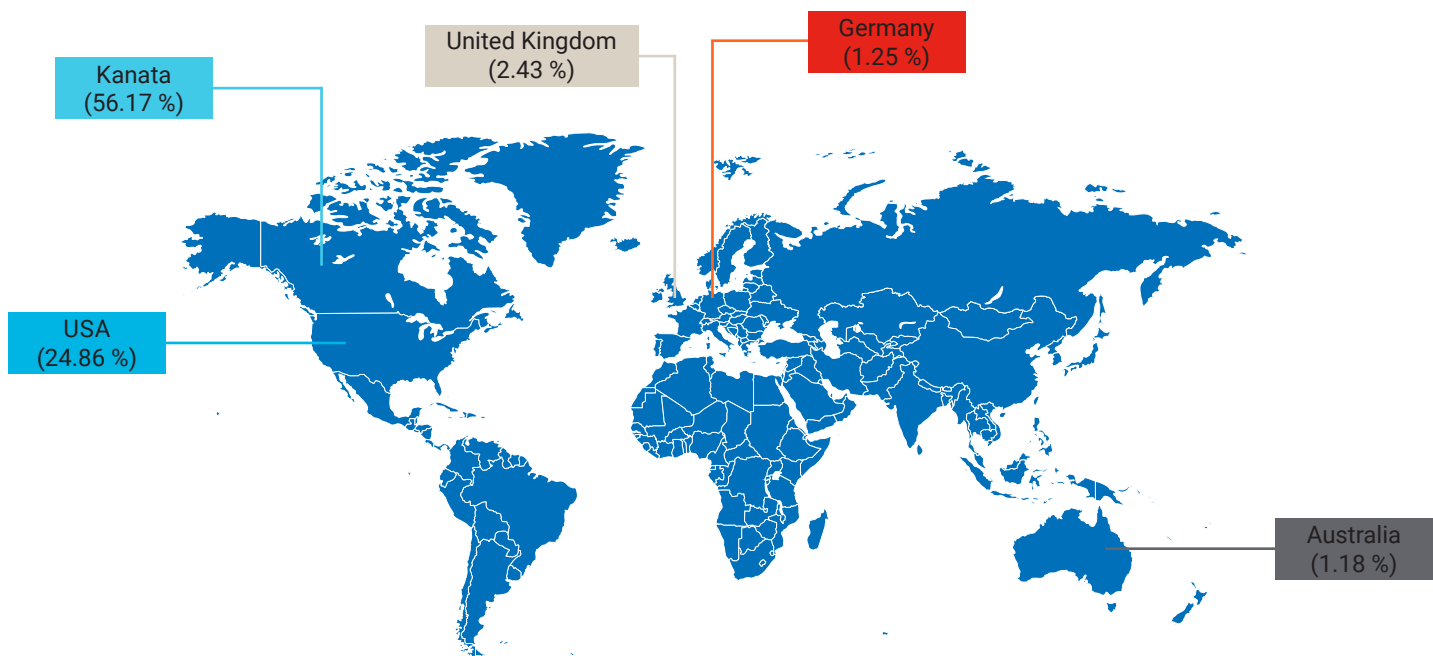 Germany
(1.25 %)
United Kingdom
(2.43 %)
Kanata
(56.17 %)
USA
(24.86 %)
Australia
(1.18 %)